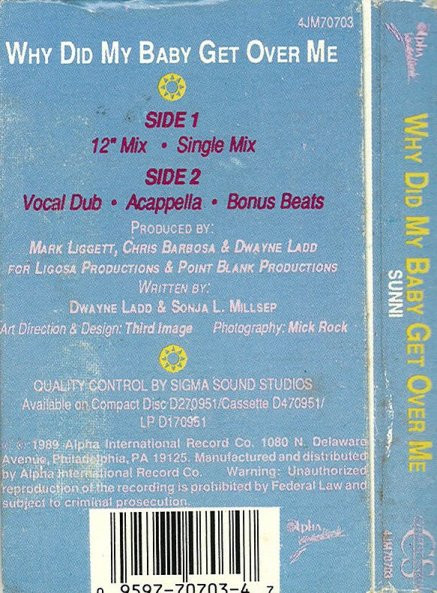 4JM70703
WHY DID MY BABY GET OVER ME
SIDE 1
12" Mix • Single Mix
SIDE 2
Vocal Dub • Acappella • Bonus Beats
PRODUCED BY:
MARK LIGGETT, CHRIS BARBOSA & DWAYNE LADD
FOR LIGOSA PRODUCTIONS & POINT BLANK PRODUCTIONS
WRITTEN BY:
DWAYNE LADD & SONJA L. MILLSEP
Art Direction & Design: Third Image Photography: Mick Rock
QUALITY CONTROL BY SIGMA SOUND STUDIOS
Available on Compact Disc D270951/Cassette D470951/
LP D170951
1989 Alpha International Record Co. 1080 N. Delaware
Avenue, Philadelphia, PA 19125. Manufactured and distributed
by Alpha International Record Co. Warning: Unauthorized
reproduction of the recording is prohibited by Federal Law and
subject to criminal prosecution.
Alpha
0 9597-70703-4 7
Alpha
WHY DID MY BABY GET OVER ME
SUNNI
4JM70703
CS